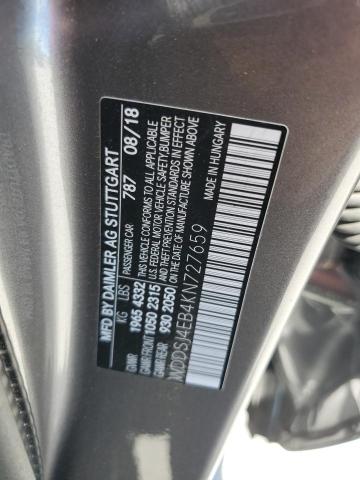 MFD BY DAIMLER AG STUTTGART
PASSENGER CAR 787 08/18
KG LBS
GVWR 1965 4332
GAWR FRONT 1050 2315
GAWR REAR 930 2050
THIS VEHICLE CONFORMS TO ALL APPLICABLE
U.S. FEDERAL MOTOR VEHICLE SAFETY, BUMPER
AND THEFT PREVENTION STANDARDS IN EFFECT
ON THE DATE OF MANUFACTURE SHOWN ABOVE
MADE IN HUNGARY
WDDSJ4EB4KN727659